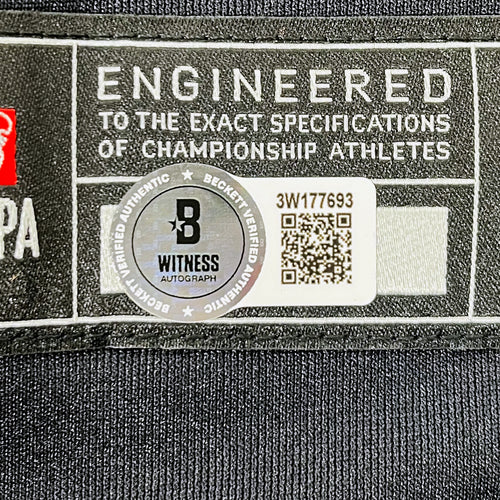 ENGINEERED
TO THE EXACT SPECIFICATIONS
OF CHAMPIONSHIP ATHLETES
PA
BECKETT VERIFIED AUTHENTIC
BECKETT VERIFIED AUTHENTIC
B
WITNESS
AUTOGRAPH
3W177693